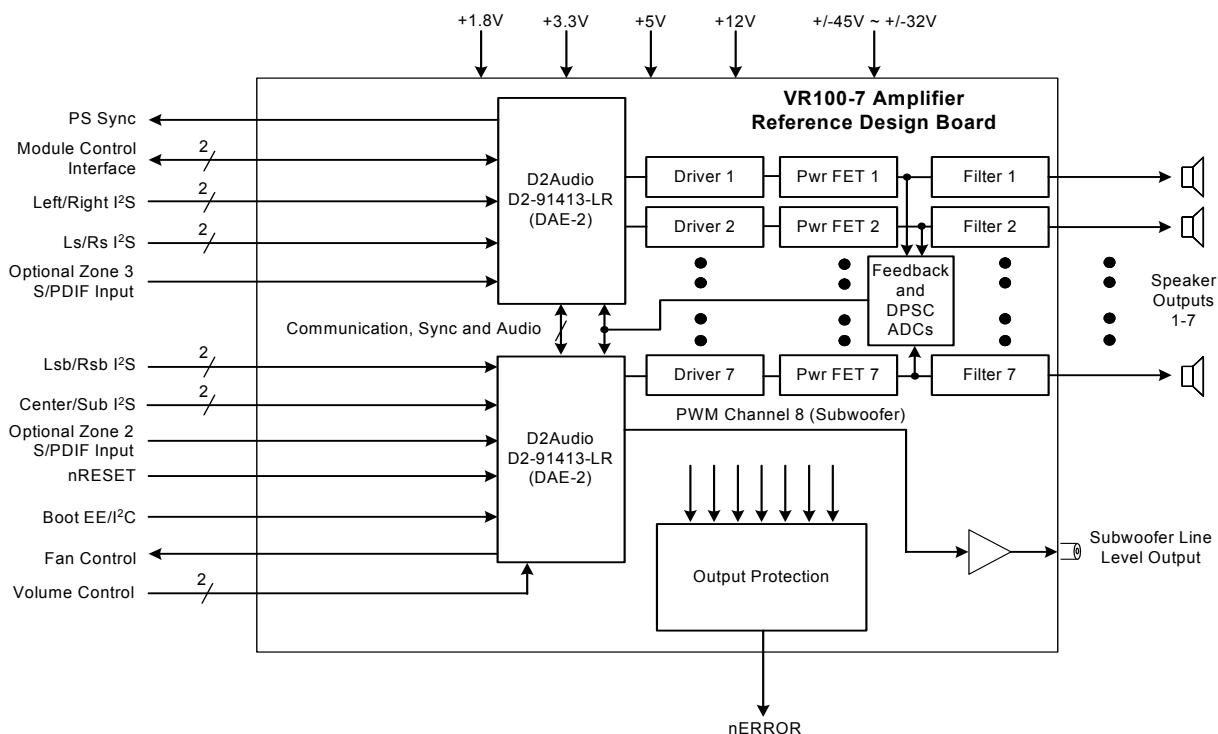 +1.8V
+3.3V
+5V
+12V
+/-45V ~ +/-32V
VR100-7 Amplifier
Reference Design Board
PS Sync
Module Control
Interface
2
Left/Right I²S
2
Ls/Rs I²S
2
Optional Zone 3
S/PDIF Input
D2Audio
D2-91413-LR
(DAE-2)
Driver 1
Pwr FET 1
Filter 1
Driver 2
Pwr FET 2
Filter 2
Feedback
and
DPSC
ADCs
Speaker
Outputs
1-7
Communication, Sync and Audio
Lsb/Rsb I²S
2
Center/Sub I²S
2
Optional Zone 2
S/PDIF Input
nRESET
Boot EE/I²C
Fan Control
Volume Control
2
D2Audio
D2-91413-LR
(DAE-2)
Driver 7
Pwr FET 7
Filter 7
PWM Channel 8 (Subwoofer)
Output Protection
Subwoofer Line
Level Output
nERROR